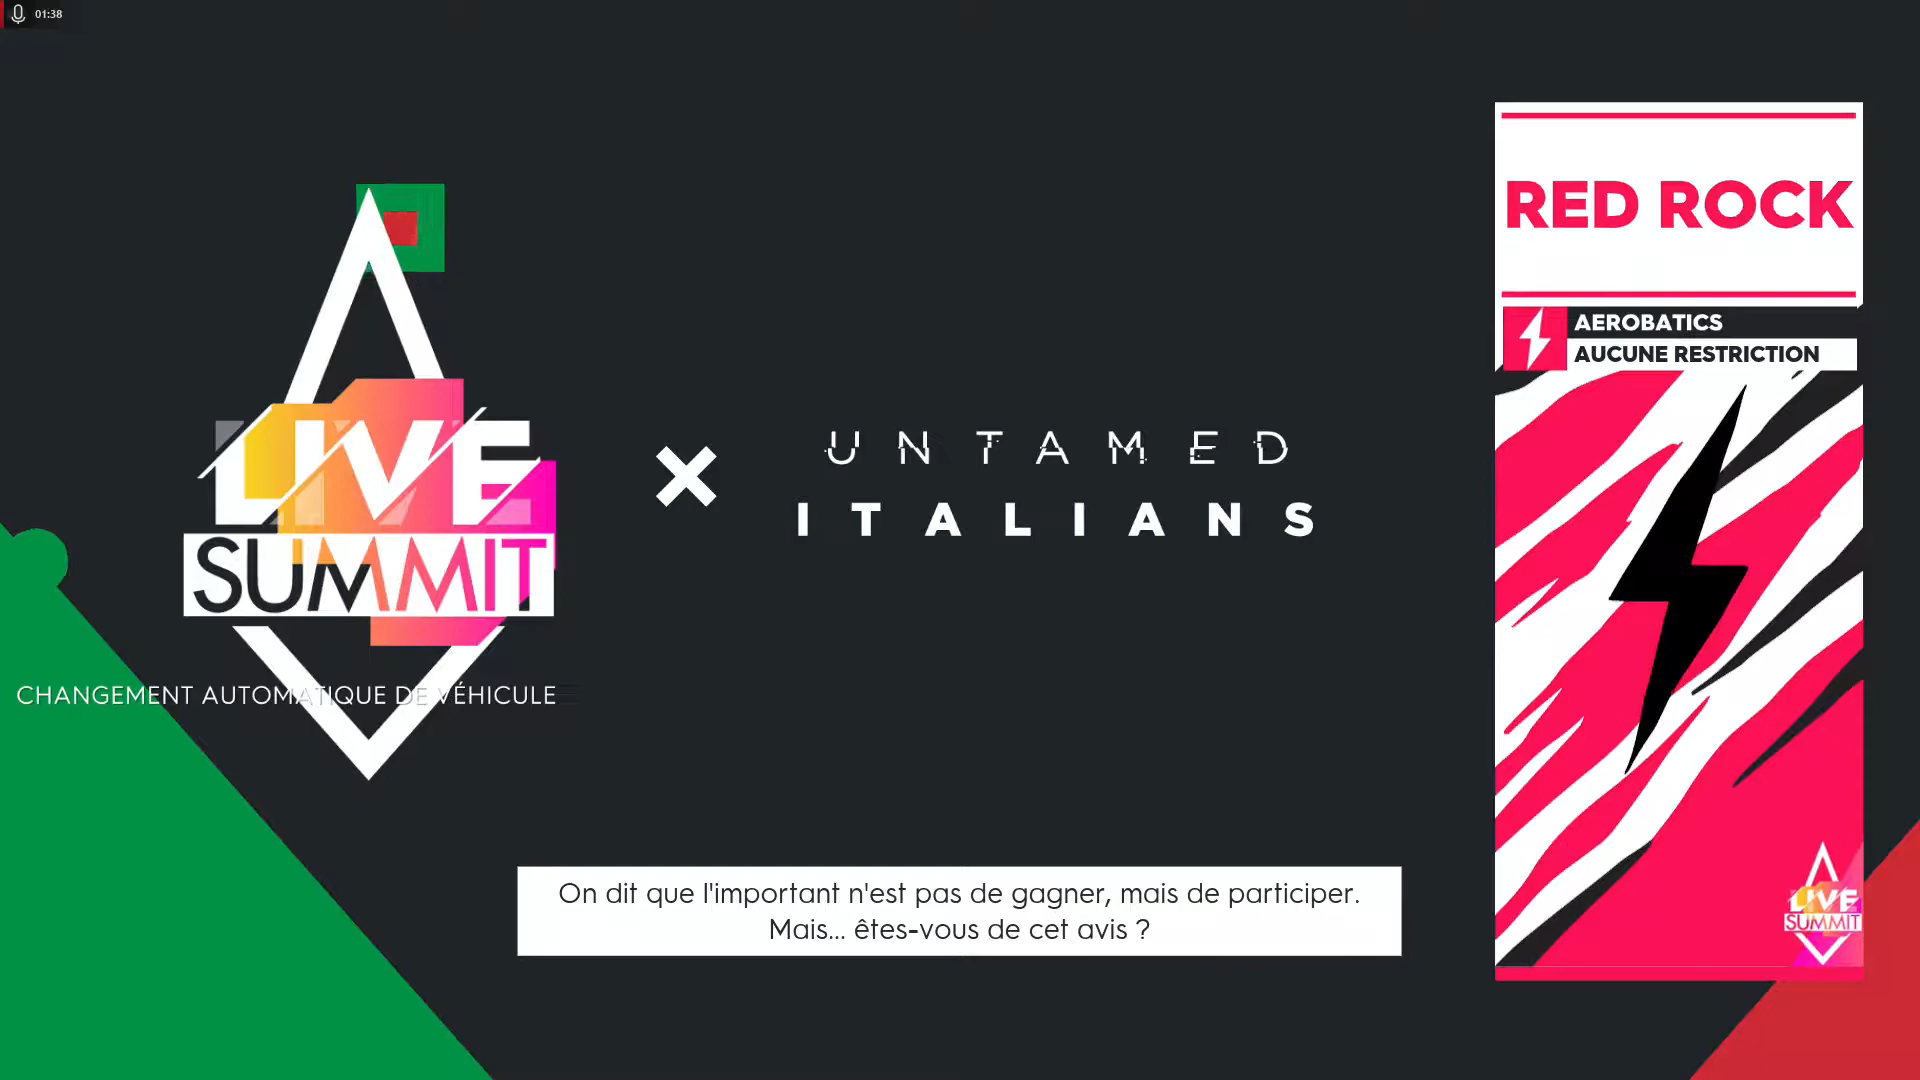 01:38
LIVE
SUMMIT
CHANGEMENT AUTOMATIQUE DE VÉHICULE
UNTAMED
ITALIANS
RED ROCK
AEROBATICS
AUCUNE RESTRICTION
LIVE
SUMMIT
On dit que l'important n'est pas de gagner, mais de participer.
Mais... êtes-vous de cet avis ?